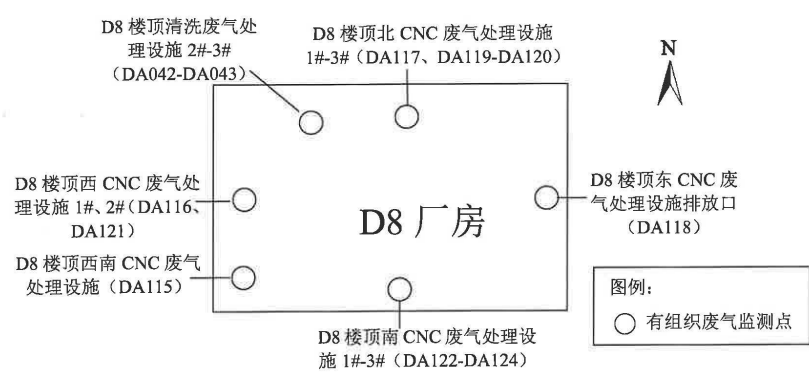 D8 楼顶清洗废气处
理设施 2#-3#
（DA042-DA043）
D8 楼顶北 CNC 废气处理设施
1#-3#（DA117、DA119-DA120）
N
D8 楼顶西 CNC 废气处
理设施 1#、2#（DA116、
DA121）
D8 厂房
D8 楼顶东 CNC 废
气处理设施排放口
（DA118）
D8 楼顶西南 CNC 废气
处理设施（DA115）
图例：
有组织废气监测点
D8 楼顶南 CNC 废气处理设
施 1#-3#（DA122-DA124）